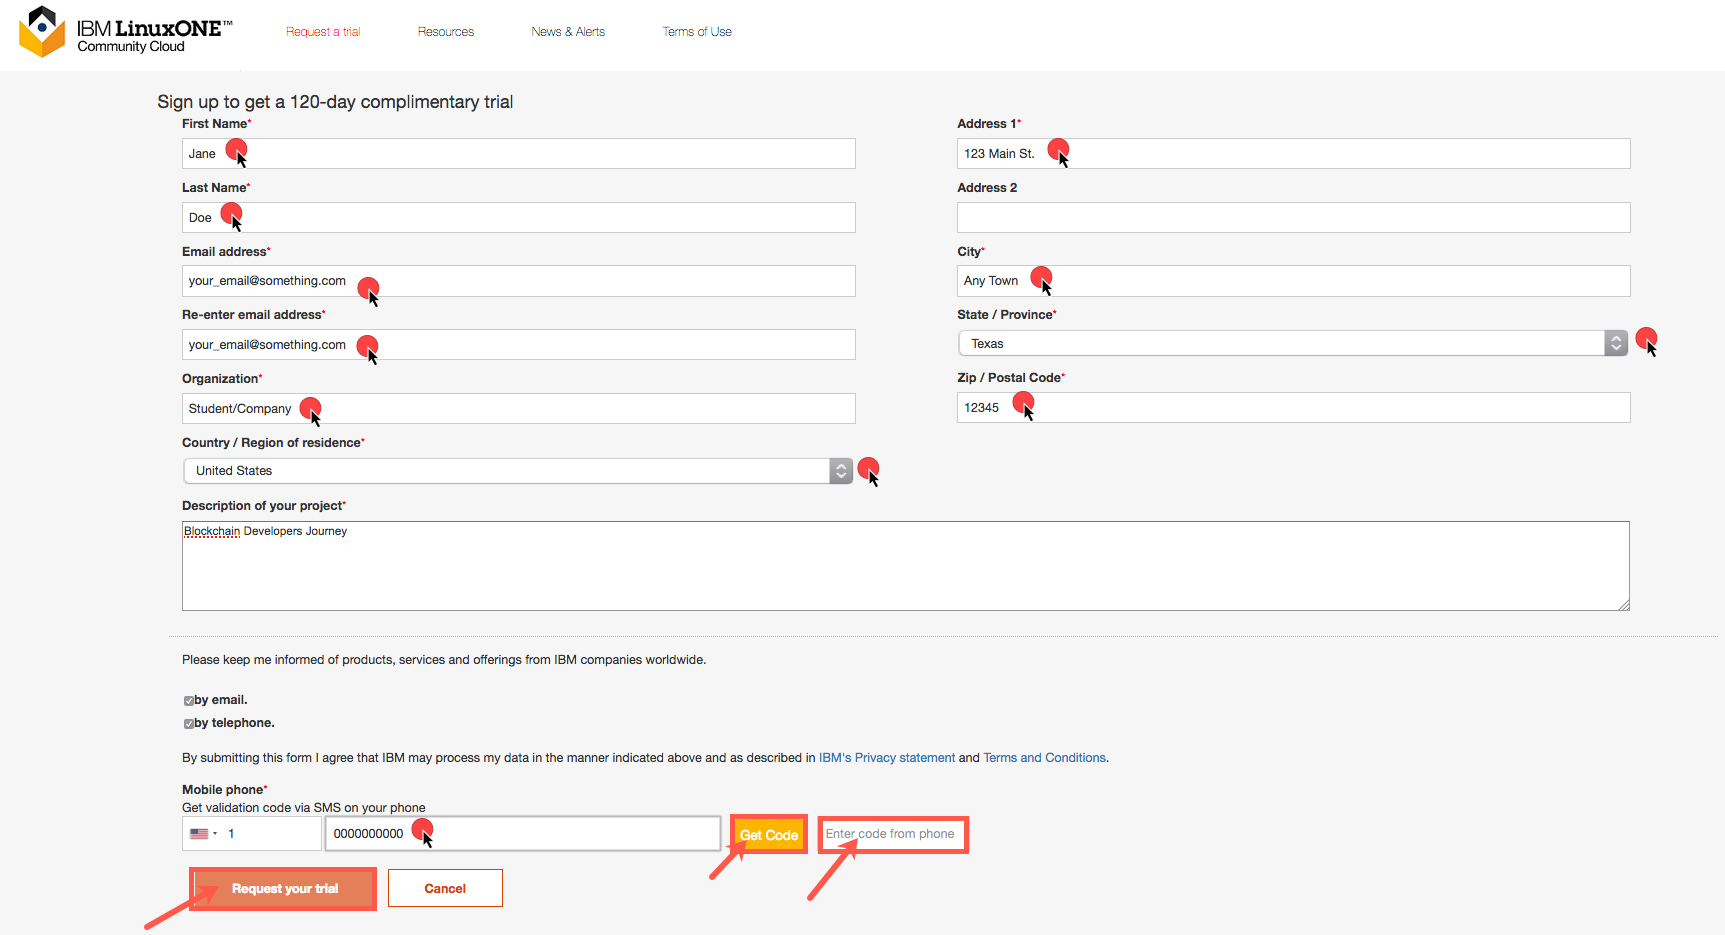 IBM LinuxONE™
Community Cloud
Request a trial
Resources
News & Alerts
Terms of Use
Sign up to get a 120-day complimentary trial
First Name*
Jane
Last Name*
Doe
Email address*
your_email@something.com
Re-enter email address*
your_email@something.com
Organization*
Student/Company
Country / Region of residence*
United States
Address 1*
123 Main St.
Address 2
City*
Any Town
State / Province*
Texas
Zip / Postal Code*
12345
Description of your project*
Blockchain Developers Journey
Please keep me informed of products, services and offerings from IBM companies worldwide.
by email.
by telephone.
By submitting this form I agree that IBM may process my data in the manner indicated above and as described in IBM's Privacy statement and Terms and Conditions.
Mobile phone*
Get validation code via SMS on your phone
1
0000000000
Get Code
Enter code from phone
Request your trial
Cancel